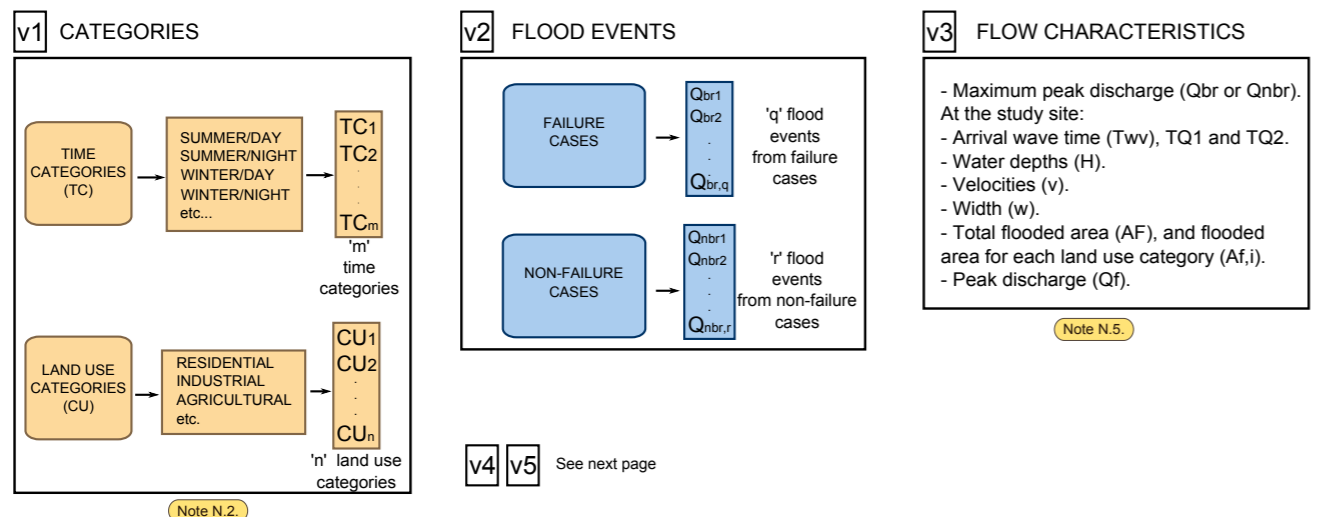 v1 CATEGORIES
TIME
CATEGORIES
(TC)
SUMMER/DAY
SUMMER/NIGHT
WINTER/DAY
WINTER/NIGHT
etc...
TC1
TC2
.
.
.
TCm
'm'
time
categories
LAND USE
CATEGORIES
(CU)
RESIDENTIAL
INDUSTRIAL
AGRICULTURAL
etc.
CU1
CU2
.
.
.
CUn
'n' land use
categories
Note N.2.
v2 FLOOD EVENTS
FAILURE
CASES
Qbr1
Qbr2
.
.
.
Qbr,q
'q' flood
events
from failure
cases
NON-FAILURE
CASES
Qnbr1
Qnbr2
.
.
.
Qnbr,r
'r' flood
events
from non-failure
cases
v4 v5 See next page
v3 FLOW CHARACTERISTICS
- Maximum peak discharge (Qbr or Qnbr).
At the study site:
- Arrival wave time (Twv), TQ1 and TQ2.
- Water depths (H).
- Velocities (v).
- Width (w).
- Total flooded area (AF), and flooded
area for each land use category (Af,i).
- Peak discharge (Qf).
Note N.5.